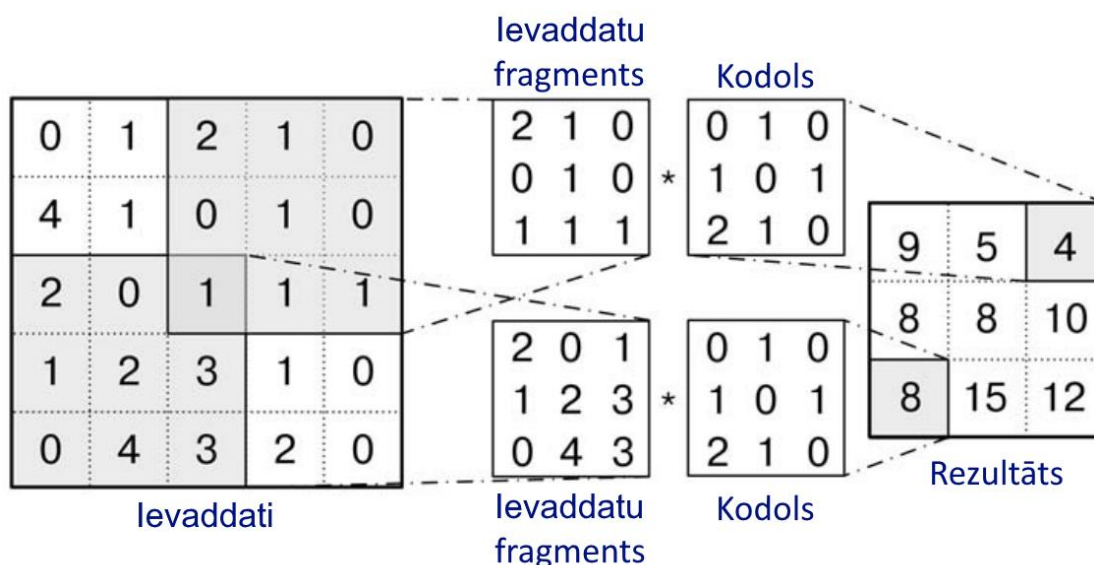 Ievaddatu
fragments
Kodols
0 1 2 1 0
4 1 0 1 0
2 0 1 1 1
1 2 3 1 0
0 4 3 2 0
Ievaddati
2 1 0
0 1 0
1 1 1
*
0 1 0
1 0 1
2 1 0
2 0 1
1 2 3
0 4 3
*
0 1 0
1 0 1
2 1 0
Ievaddatu
fragments
Kodols
9 5 4
8 8 10
8 15 12
Rezultāts